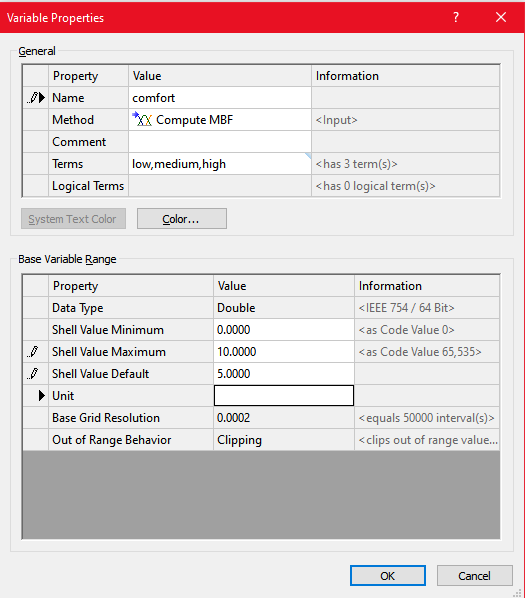 Variable Properties ?
General
Property Value Information
Name comfort
Method Compute MBF <Input>
Comment
Terms low,medium,high <has 3 term(s)>
Logical Terms <has 0 logical term(s)>
System Text Color Color...
Base Variable Range
Property Value Information
Data Type Double <IEEE 754 / 64 Bit>
Shell Value Minimum 0.0000 <as Code Value 0>
Shell Value Maximum 10.0000 <as Code Value 65,535>
Shell Value Default 5.0000
Unit
Base Grid Resolution 0.0002 <equals 50000 interval(s)>
Out of Range Behavior Clipping <clips out of range value...
OK Cancel